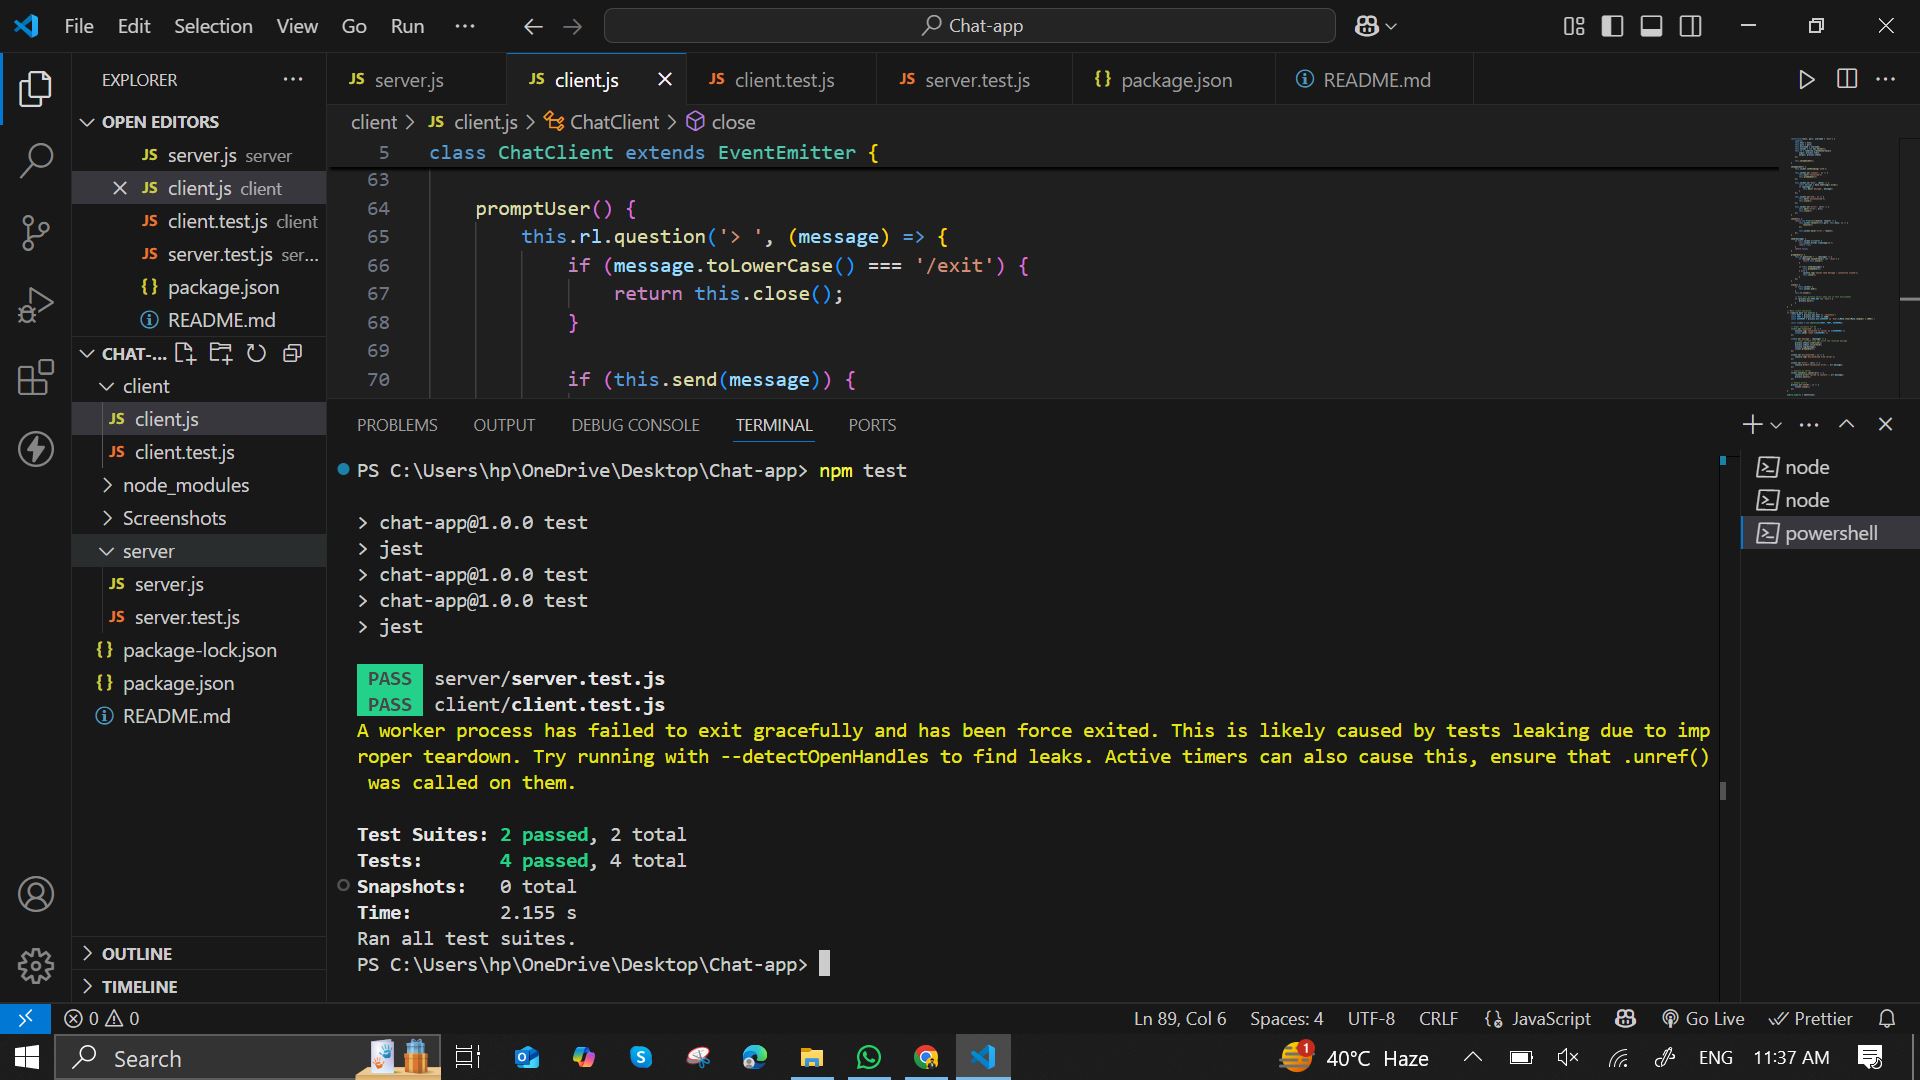 File Edit Selection View Go Run ··· Chat-app
EXPLORER ···
OPEN EDITORS
JS server.js server
JS client.js client
JS client.test.js client
JS server.test.js ser...
{} package.json
README.md
CHAT-...
client
JS client.js
JS client.test.js
node_modules
Screenshots
server
JS server.js
JS server.test.js
{} package-lock.json
{} package.json
README.md
OUTLINE
TIMELINE
JS server.js JS client.js JS client.test.js JS server.test.js {} package.json README.md ···
client > JS client.js > ChatClient > close
5 class ChatClient extends EventEmitter {
63
64 promptUser() {
65 this.rl.question('> ', (message) => {
66 if (message.toLowerCase() === '/exit') {
67 return this.close();
68 }
69
70 if (this.send(message)) {
PROBLEMS OUTPUT DEBUG CONSOLE TERMINAL PORTS
PS C:\Users\hp\OneDrive\Desktop\Chat-app> npm test
> chat-app@1.0.0 test
> jest
> chat-app@1.0.0 test
> chat-app@1.0.0 test
> jest
PASS server/server.test.js
PASS client/client.test.js
A worker process has failed to exit gracefully and has been force exited. This is likely caused by tests leaking due to imp
roper teardown. Try running with --detectOpenHandles to find leaks. Active timers can also cause this, ensure that .unref()
was called on them.
Test Suites: 2 passed, 2 total
Tests: 4 passed, 4 total
Snapshots: 0 total
Time: 2.155 s
Ran all test suites.
PS C:\Users\hp\OneDrive\Desktop\Chat-app>
node
node
powershell
0 0 Ln 89, Col 6 Spaces: 4 UTF-8 CRLF {} JavaScript Go Live Prettier
Search 1 40°C Haze ENG 11:37 AM